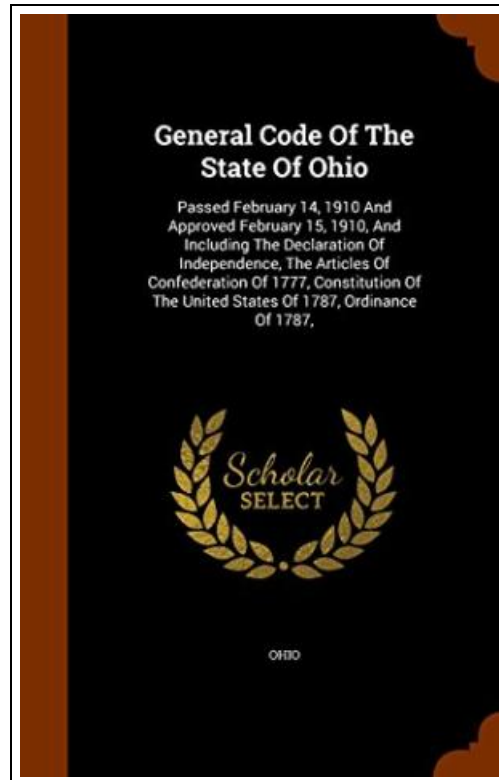 General Code Of The
State Of Ohio
Passed February 14, 1910 And
Approved February 15, 1910, And
Including The Declaration Of
Independence, The Articles Of
Confederation Of 1777, Constitution Of
The United States Of 1787, Ordinance
Of 1787,
Scholar
SELECT
OHIO